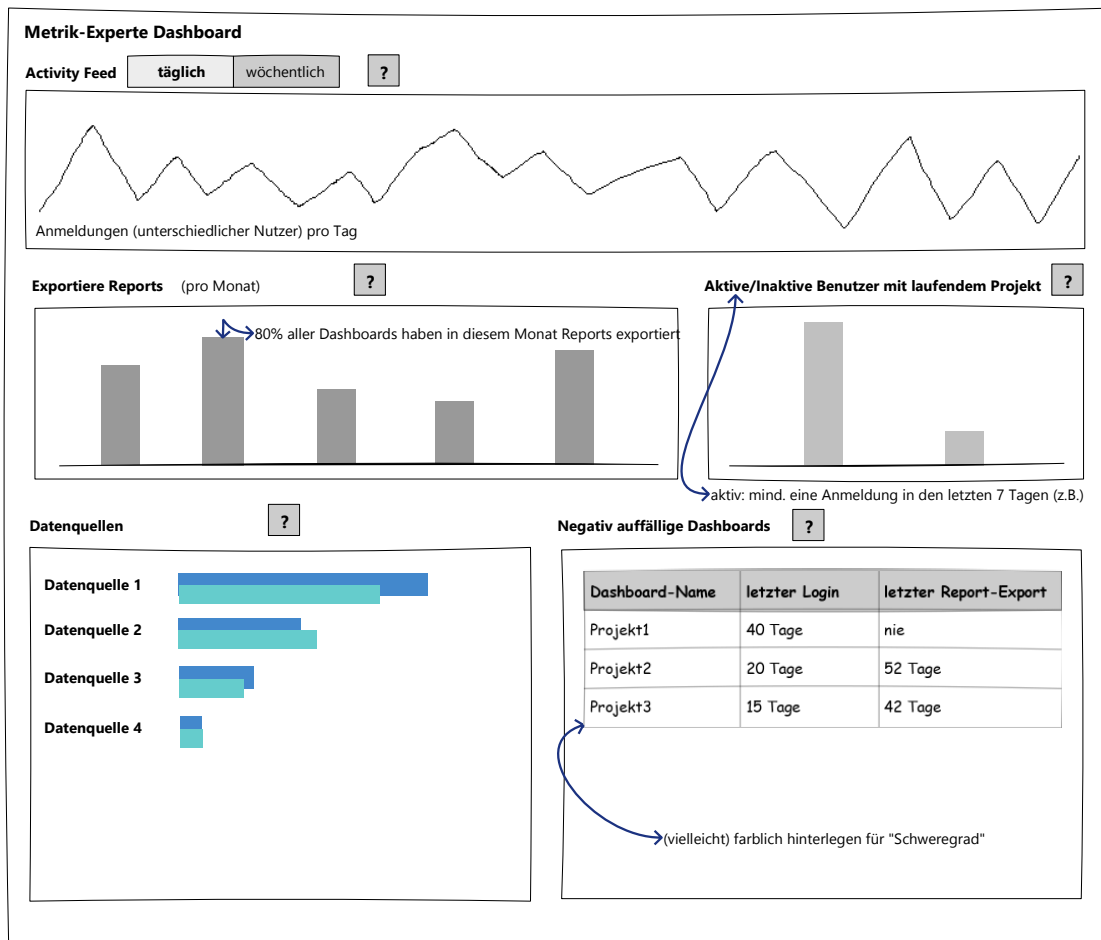 Metrik-Experte Dashboard
Activity Feed täglich wöchentlich ?
Anmeldungen (unterschiedlicher Nutzer) pro Tag
Exportiere Reports (pro Monat) ?
80% aller Dashboards haben in diesem Monat Reports exportiert
Aktive/Inaktive Benutzer mit laufendem Projekt ?
aktiv: mind. eine Anmeldung in den letzten 7 Tagen (z.B.)
Datenquellen ?
Datenquelle 1
Datenquelle 2
Datenquelle 3
Datenquelle 4
Negativ auffällige Dashboards ?
Dashboard-Name letzter Login letzter Report-Export
Projekt1 40 Tage nie
Projekt2 20 Tage 52 Tage
Projekt3 15 Tage 42 Tage
(vielleicht) farblich hinterlegen für "Schweregrad"